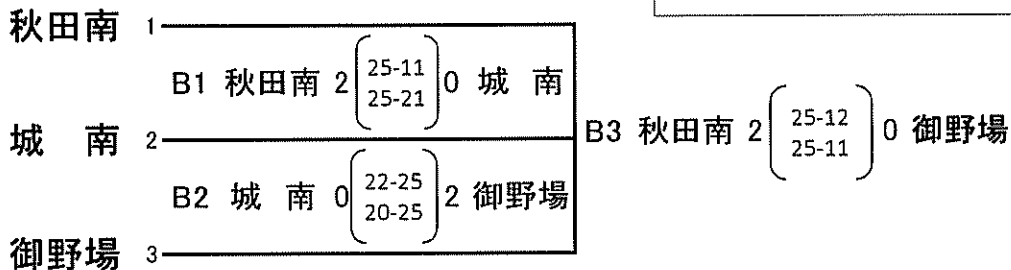 秋田南 1
B1 秋田南 2 25-11 0 城 南
25-21
城 南 2
B3 秋田南 2 25-12 0 御野場
25-11
B2 城 南 0 22-25 2 御野場
20-25
御野場 3